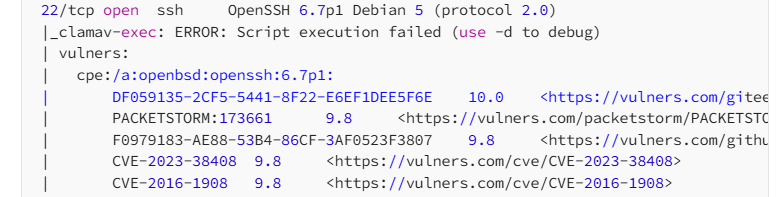 22/tcp open  ssh     OpenSSH 6.7p1 Debian 5 (protocol 2.0)
|_clamav-exec: ERROR: Script execution failed (use -d to debug)
| vulners:
|   cpe:/a:openbsd:openssh:6.7p1:
|       DF059135-2CF5-5441-8F22-E6EF1DEE5F6E    10.0    <https://vulners.com/gitee
|       PACKETSTORM:173661      9.8     <https://vulners.com/packetstorm/PACKETSTO
|       F0979183-AE88-53B4-86CF-3AF0523F3807    9.8     <https://vulners.com/githu
|       CVE-2023-38408  9.8     <https://vulners.com/cve/CVE-2023-38408>
|       CVE-2016-1908   9.8     <https://vulners.com/cve/CVE-2016-1908>